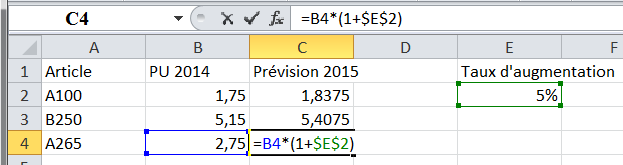 C4 =B4*(1+$E$2)
A B C D E F
1 Article PU 2014 Prévision 2015 Taux d'augmentation
2 A100 1,75 1,8375 5%
3 B250 5,15 5,4075
4 A265 2,75 =B4*(1+$E$2)